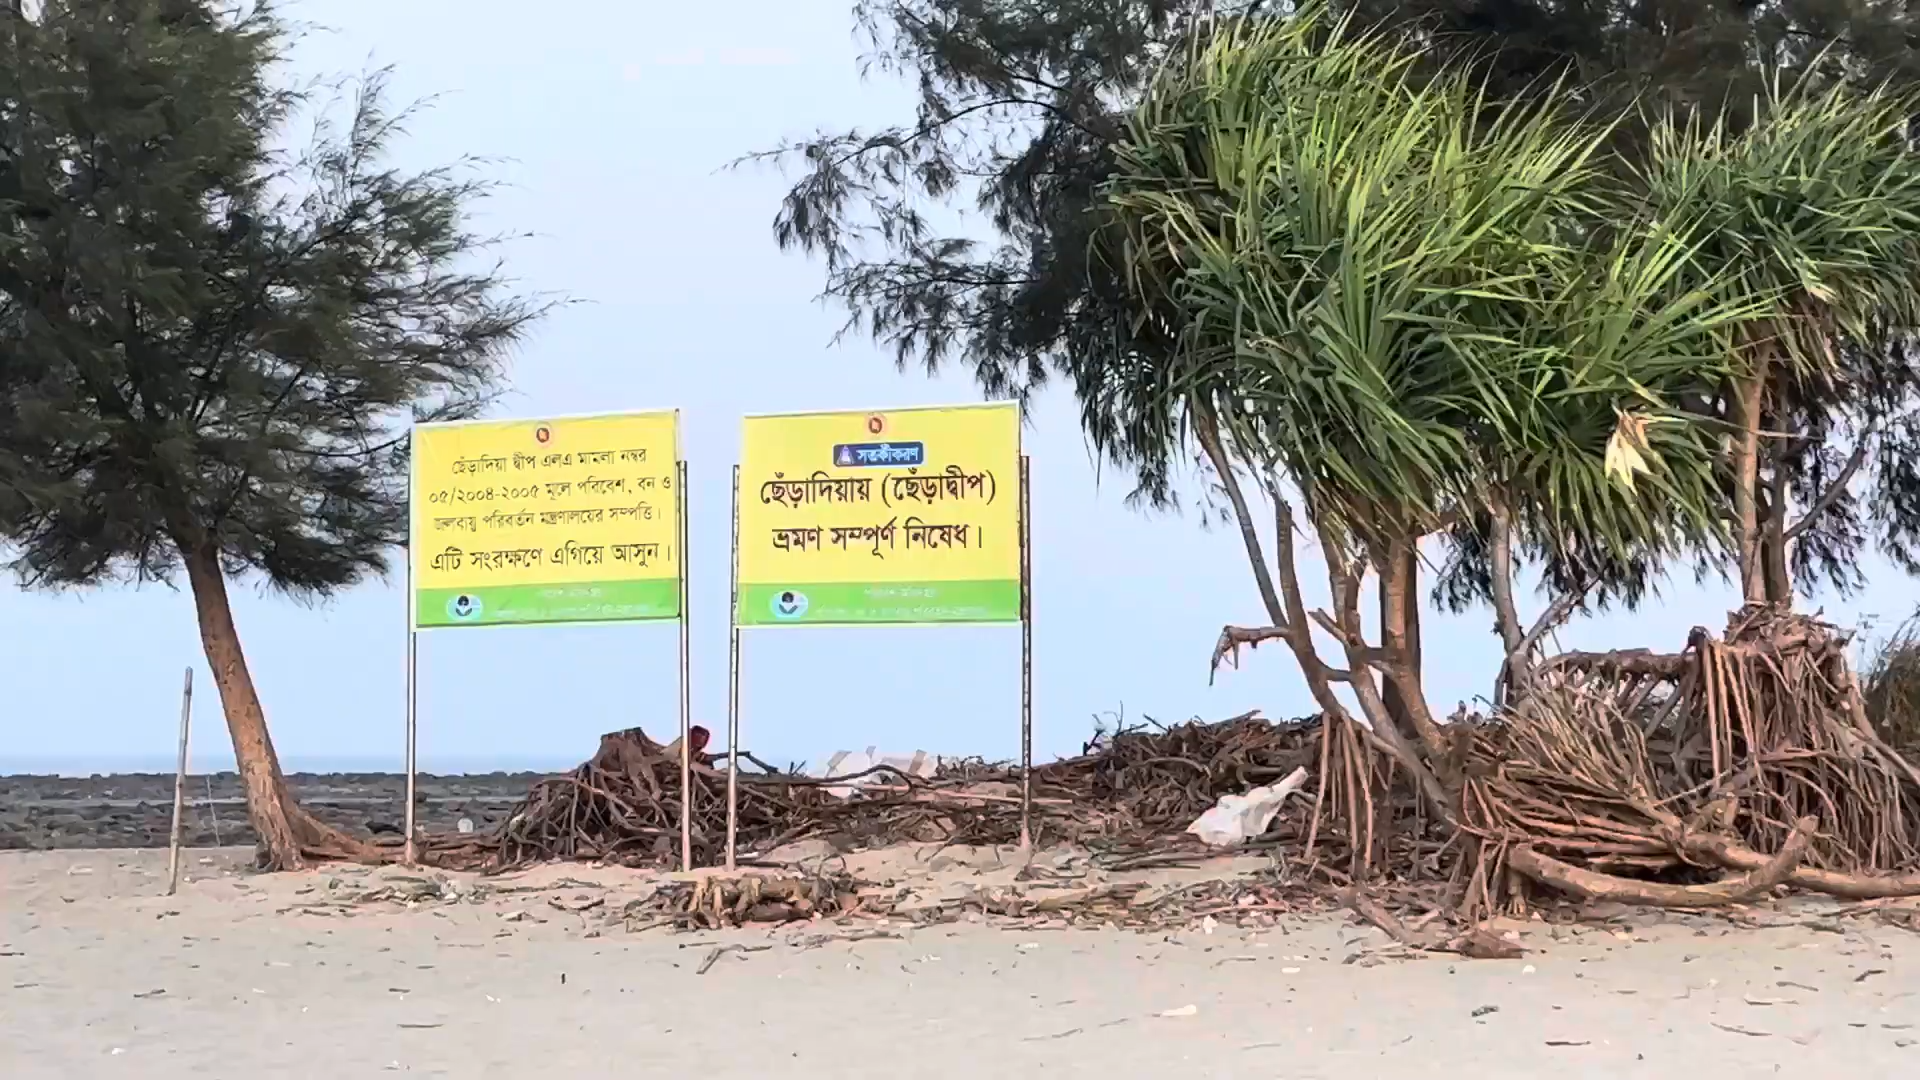 ছেঁড়াদিয়া দ্বীপ এলএ মামলা নম্বর
০৫/২০০৪-২০০৫ মূলে পরিবেশ, বন ও
জলবায়ু পরিবর্তন মন্ত্রণালয়ের সম্পত্তি।
এটি সংরক্ষণে এগিয়ে আসুন।
সতর্কীকরণ
ছেঁড়াদিয়ায় (ছেঁড়াদ্বীপ)
ভ্রমণ সম্পূর্ণ নিষেধ।